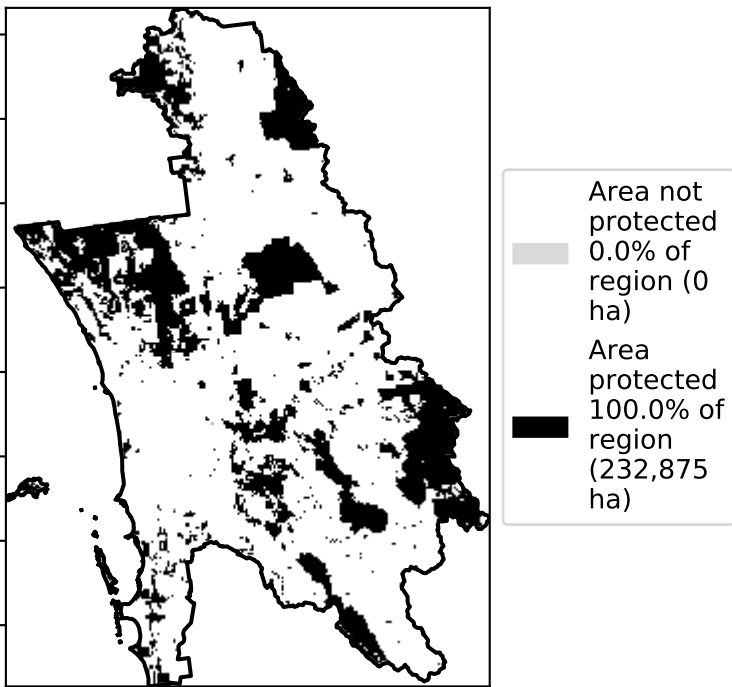 Area not
protected
0.0% of
region (0
ha)
Area
protected
100.0% of
region
(232,875
ha)